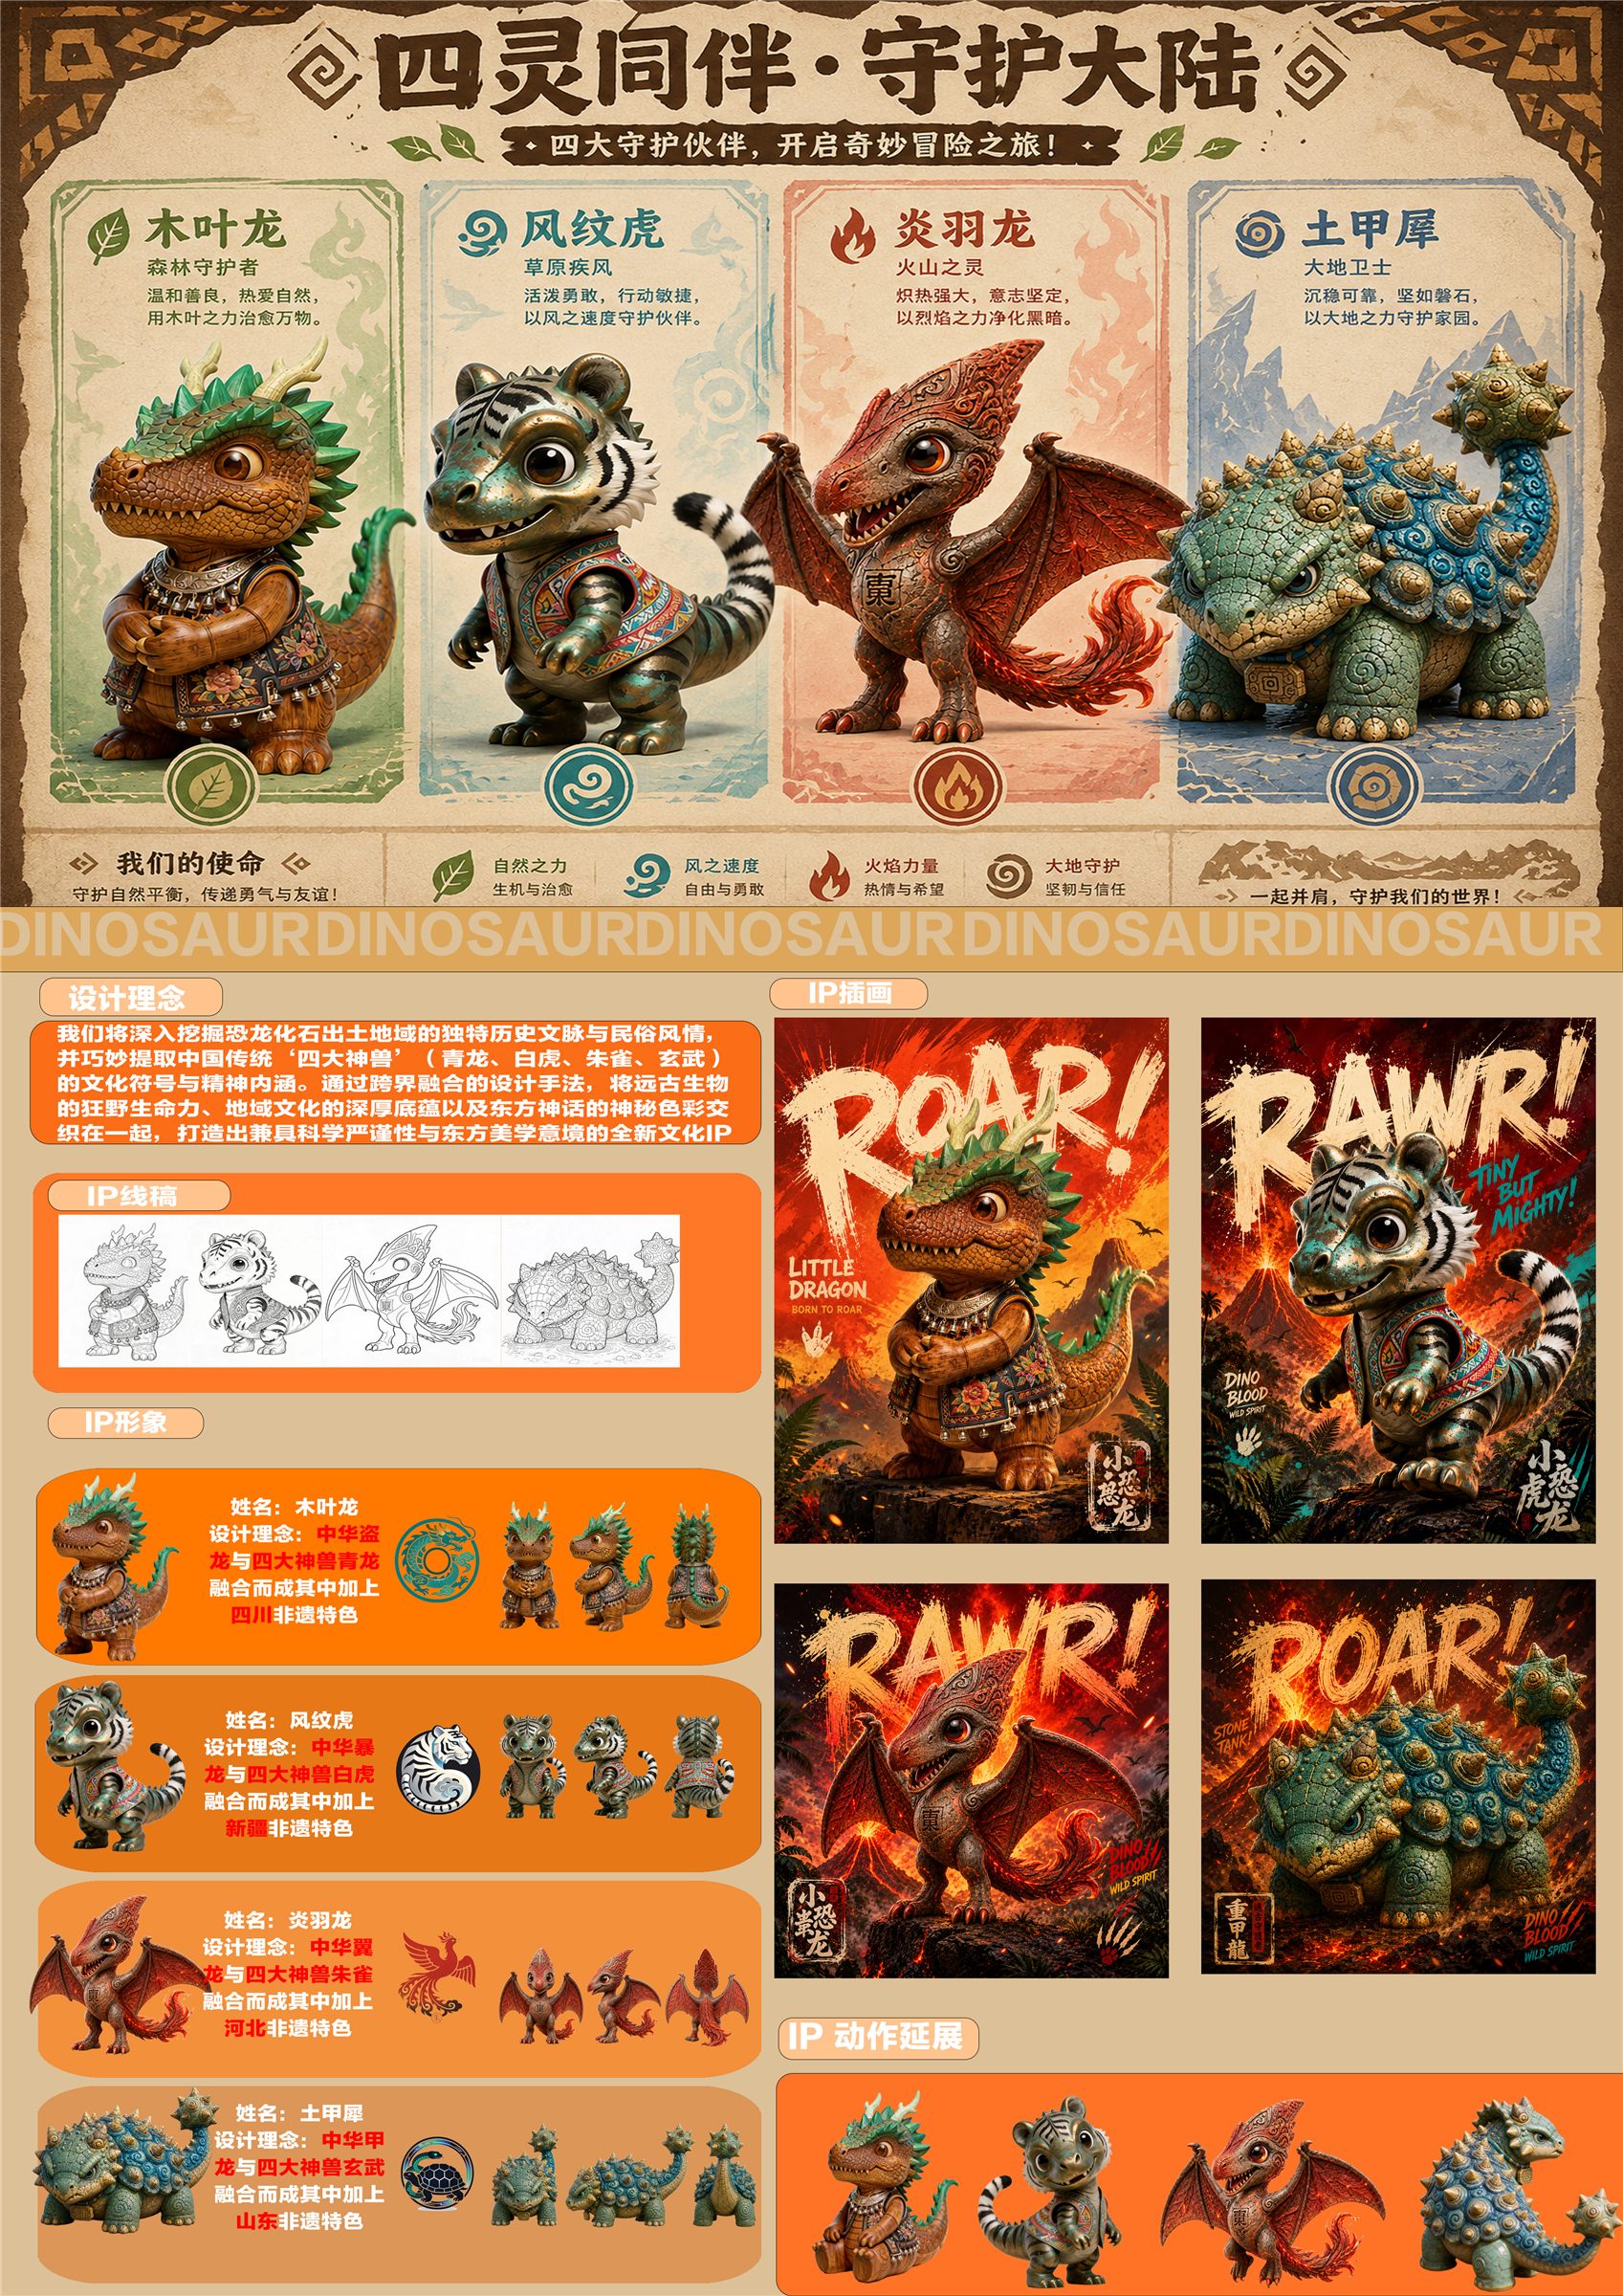 四灵同伴·守护大陆
四大守护伙伴，开启奇妙冒险之旅！
木叶龙
森林守护者
温和善良，热爱自然，
用木叶之力治愈万物。
风纹虎
草原疾风
活泼勇敢，行动敏捷，
以风之速度守护伙伴。
炎羽龙
火山之灵
炽热强大，意志坚定，
以烈焰之力净化黑暗。
土甲犀
大地卫士
沉稳可靠，坚如磐石，
以大地之力守护家园。
我们的使命
守护自然平衡，传递勇气与友谊！
自然之力
生机与治愈
风之速度
自由与勇敢
火焰力量
热情与希望
大地守护
坚韧与信任
一起并肩，守护我们的世界！
DINOSAURDINOSAURDINOSAURDINOSAURDINOSAUR
设计理念
我们将深入挖掘恐龙化石出土地域的独特历史文脉与民俗风情，
并巧妙提取中国传统‘四大神兽’（青龙、白虎、朱雀、玄武）
的文化符号与精神内涵。通过跨界融合的设计手法，将远古生物
的狂野生命力、地域文化的深厚底蕴以及东方神话的神秘色彩交
织在一起，打造出兼具科学严谨性与东方美学意境的全新文化IP
IP线稿
IP形象
姓名：木叶龙
设计理念：中华盗
龙与四大神兽青龙
融合而成其中加上
四川非遗特色
姓名：风纹虎
设计理念：中华暴
龙与四大神兽白虎
融合而成其中加上
新疆非遗特色
姓名：炎羽龙
设计理念：中华翼
龙与四大神兽朱雀
融合而成其中加上
河北非遗特色
姓名：土甲犀
设计理念：中华甲
龙与四大神兽玄武
融合而成其中加上
山东非遗特色
IP插画
ROAR!
LITTLE
DRAGON
BORN TO ROAR
小恐龙
RAWR!
TINY
BUT
MIGHTY!
DINO
BLOOD
WILD SPIRIT
小虎恐龙
RAWR!
DINO
BLOOD
WILD SPIRIT
小恐龙
ROAR!
STONE
TANK!
重甲龍
DINO
BLOOD
WILD SPIRIT
IP 动作延展